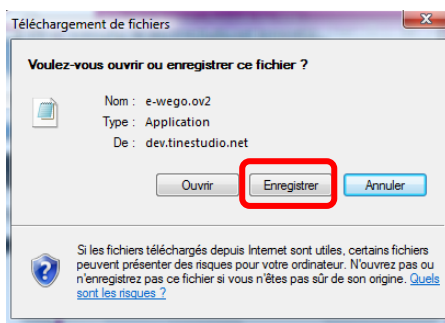 Téléchargement de fichiers
Voulez-vous ouvrir ou enregistrer ce fichier ?
Nom : e-wego.ov2
Type : Application
De : dev.tinestudio.net
Ouvrir Enregistrer Annuler
Si les fichiers téléchargés depuis Internet sont utiles, certains fichiers
peuvent présenter des risques pour votre ordinateur. N'ouvrez pas ou
n'enregistrez pas ce fichier si vous n'êtes pas sûr de son origine. Quels
sont les risques ?